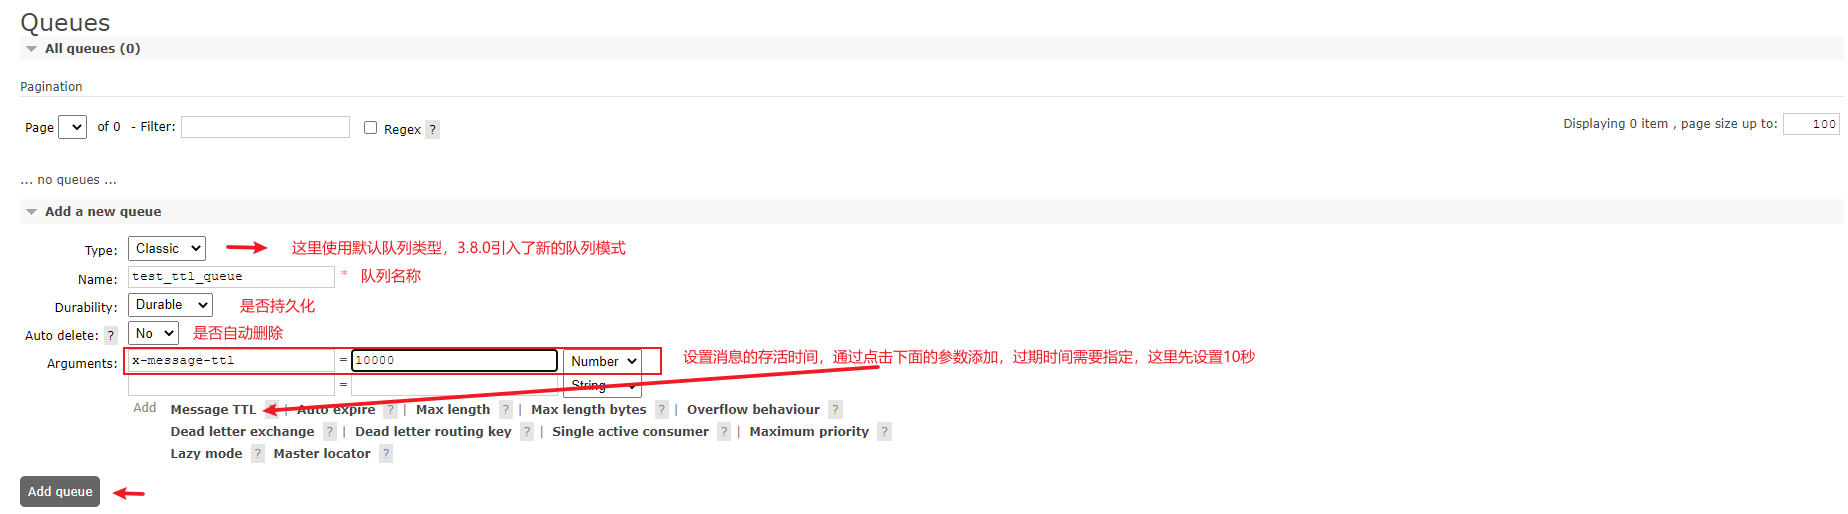 Queues
All queues (0)
Pagination
Page of 0 - Filter: Regex ? Displaying 0 item , page size up to: 100
... no queues ...
Add a new queue
Type: Classic 这里使用默认队列类型，3.8.0引入了新的队列模式
Name: test_ttl_queue * 队列名称
Durability: Durable 是否持久化
Auto delete: ? No 是否自动删除
Arguments: x-message-ttl = 10000 Number 设置消息的存活时间，通过点击下面的参数添加，过期时间需要指定，这里先设置10秒
= String
Add Message TTL ? | Auto expire ? | Max length ? | Max length bytes ? | Overflow behaviour ?
Dead letter exchange ? | Dead letter routing key ? | Single active consumer ? | Maximum priority ?
Lazy mode ? Master locator ?
Add queue